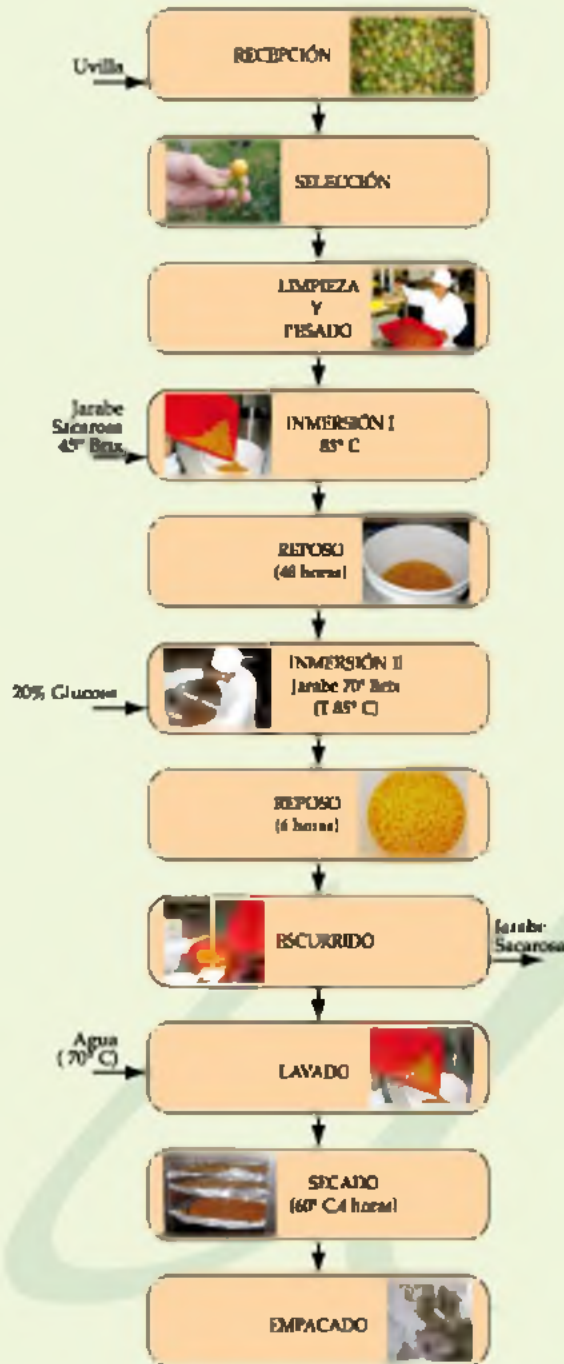 Uvilla
RECEPCIÓN
SELECCIÓN
LIMPIEZA
Y
PESADO
Jarabe
Sacarosa
45° Brix
INMERSIÓN I
85° C
REPOSO
horas)
INMERSIÓN II
Jarabe 70° Brix
(T 85° C)
20% Glucosa
REPOSO
(6 horas)
ESCURRIDO
Jarabe
Sacarosa
Agua
(70° C)
LAVADO
SECADO
(60° C/4 horas)
EMPACADO